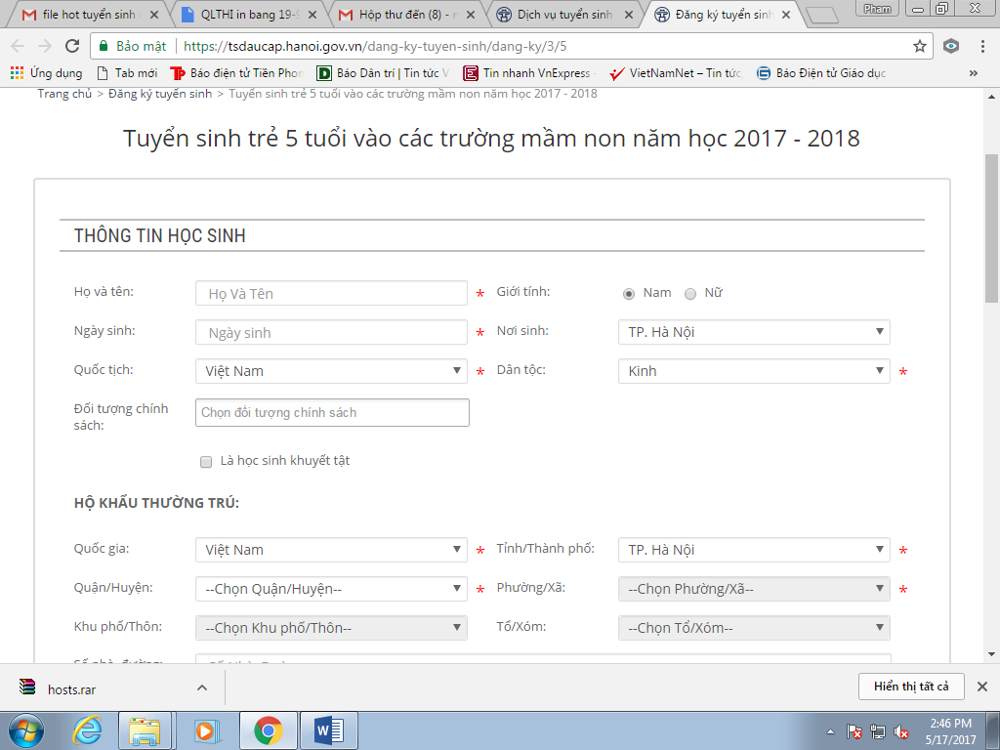 file hot tuyển sinh
QLTHI in bang 19-
Hộp thư đến (8) -
Dịch vụ tuyển sinh
Đăng ký tuyển sinh
Pham
Bảo mật
https://tsdaucap.hanoi.gov.vn/dang-ky-tuyen-sinh/dang-ky/3/5
Ứng dụng
Tab mới
Báo điện tử Tiền Phon
Báo Dân trí | Tin tức V
Tin nhanh VnExpress
VietNamNet – Tin tức
Báo Điện tử Giáo dục
»
Trang chủ > Đăng ký tuyển sinh > Tuyển sinh trẻ 5 tuổi vào các trường mầm non năm học 2017 - 2018
Tuyển sinh trẻ 5 tuổi vào các trường mầm non năm học 2017 - 2018
THÔNG TIN HỌC SINH
Họ và tên: Họ Và Tên * Giới tính: Nam Nữ
Ngày sinh: Ngày sinh * Nơi sinh: TP. Hà Nội
Quốc tịch: Việt Nam * Dân tộc: Kinh *
Đối tượng chính sách: Chọn đối tượng chính sách
Là học sinh khuyết tật
HỘ KHẨU THƯỜNG TRÚ:
Quốc gia: Việt Nam * Tỉnh/Thành phố: TP. Hà Nội *
Quận/Huyện: --Chọn Quận/Huyện-- * Phường/Xã: --Chọn Phường/Xã-- *
Khu phố/Thôn: --Chọn Khu phố/Thôn-- Tổ/Xóm: --Chọn Tổ/Xóm--
hosts.rar
Hiển thị tất cả
2:46 PM
5/17/2017